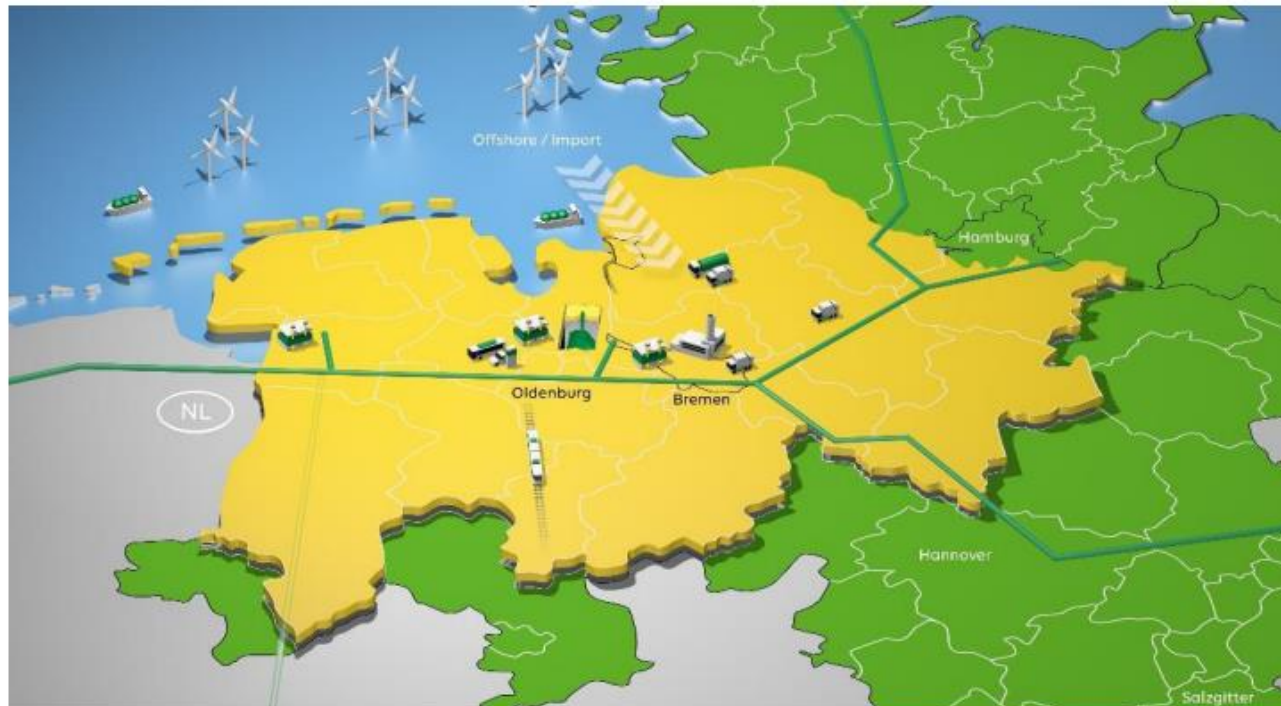 Offshore / Import
Hamburg
NL
Oldenburg
Bremen
Hannover
Salzgitter